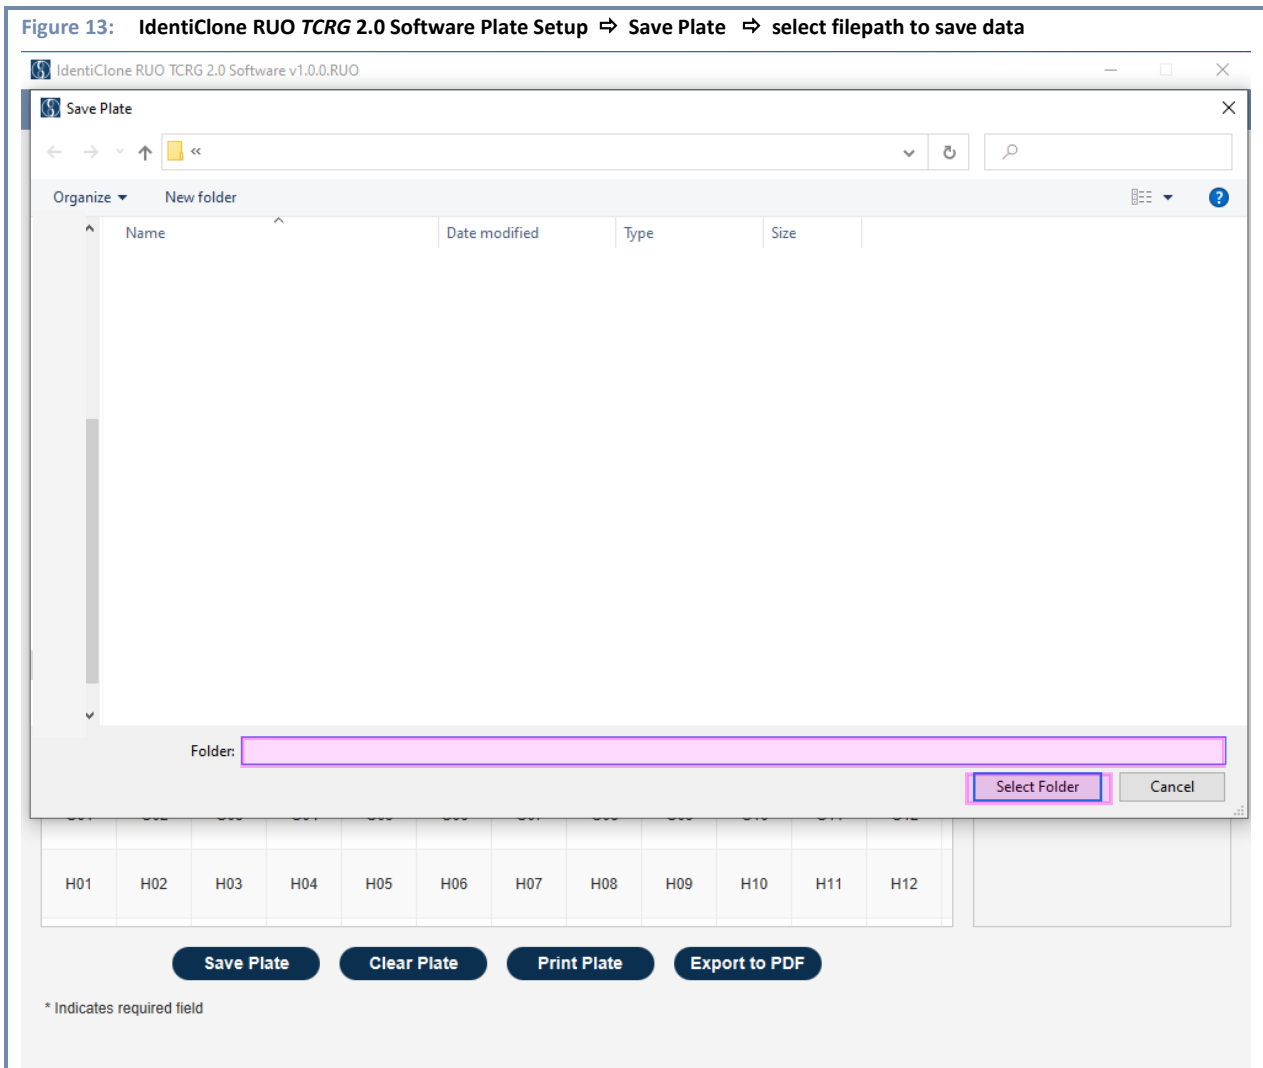 Figure 13: IdentiClone RUO TCRG 2.0 Software Plate Setup ⇨ Save Plate ⇨ select filepath to save data
IdentiClone RUO TCRG 2.0 Software v1.0.0.RUO
Save Plate
«
Organize New folder
Name Date modified Type Size
Folder:
Select Folder Cancel
H01 H02 H03 H04 H05 H06 H07 H08 H09 H10 H11 H12
Save Plate Clear Plate Print Plate Export to PDF
* Indicates required field